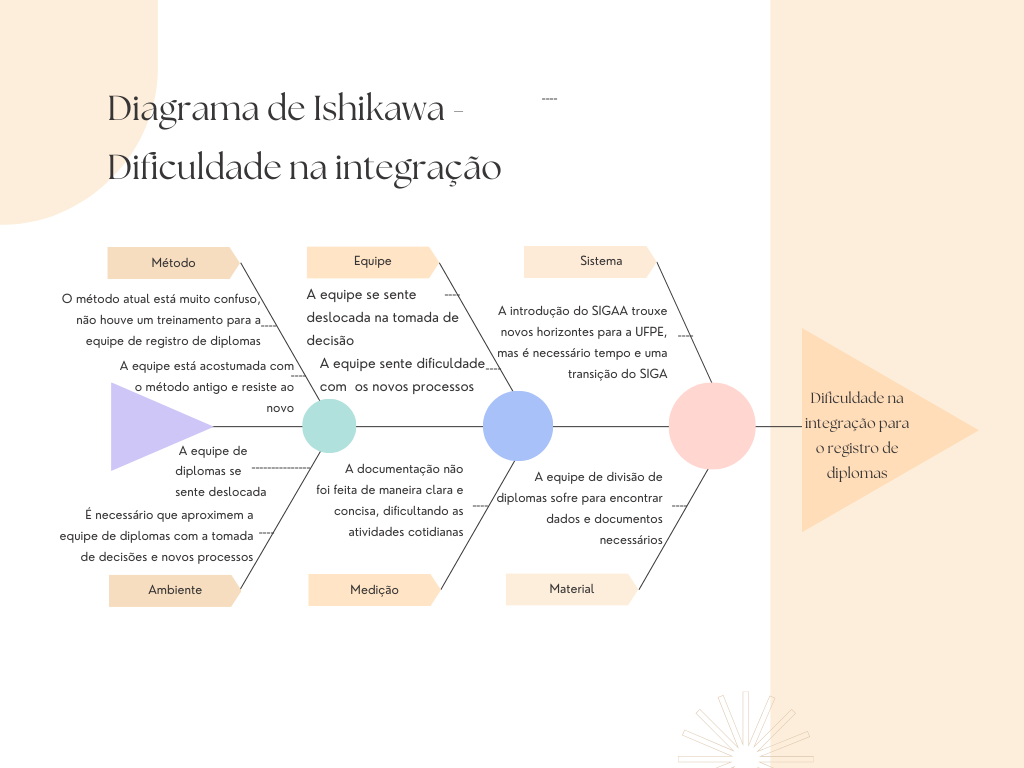 Diagrama de Ishikawa -
Dificuldade na integração
Método
O método atual está muito confuso,
não houve um treinamento para a
equipe de registro de diplomas
A equipe está acostumada com
o método antigo e resiste ao
novo
Equipe
A equipe se sente
deslocada na tomada de
decisão
A equipe sente dificuldade
com os novos processos
Sistema
A introdução do SIGAA trouxe
novos horizontes para a UFPE,
mas é necessário tempo e uma
transição do SIGA
Dificuldade na
integração para
o registro de
diplomas
A equipe de
diplomas se
sente deslocada
É necessário que aproximem a
equipe de diplomas com a tomada
de decisões e novos processos
Ambiente
A documentação não
foi feita de maneira clara e
concisa, dificultando as
atividades cotidianas
Medição
A equipe de divisão de
diplomas sofre para encontrar
dados e documentos
necessários
Material